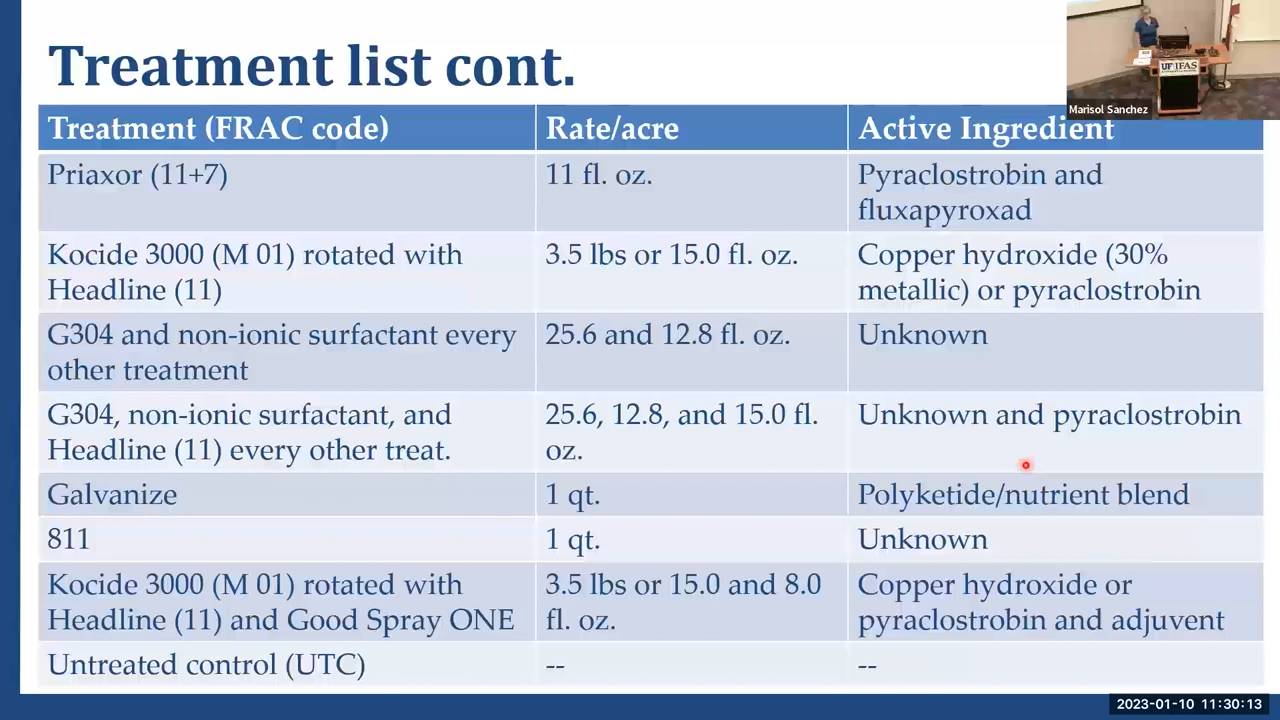 Treatment list cont.
UF IFAS
Marisol Sanchez
Treatment (FRAC code)
Rate/acre
Active Ingredient
Priaxor (11+7)
11 fl. oz.
Pyraclostrobin and
fluxapyroxad
Kocide 3000 (M 01) rotated with
Headline (11)
3.5 lbs or 15.0 fl. oz.
Copper hydroxide (30%
metallic) or pyraclostrobin
G304 and non-ionic surfactant every
other treatment
25.6 and 12.8 fl. oz.
Unknown
G304, non-ionic surfactant, and
Headline (11) every other treat.
25.6, 12.8, and 15.0 fl.
oz.
Unknown and pyraclostrobin
Galvanize
1 qt.
Polyketide/nutrient blend
811
1 qt.
Unknown
Kocide 3000 (M 01) rotated with
Headline (11) and Good Spray ONE
3.5 lbs or 15.0 and 8.0
fl. oz.
Copper hydroxide or
pyraclostrobin and adjuvent
Untreated control (UTC)
--
--
2023-01-10 11:30:13